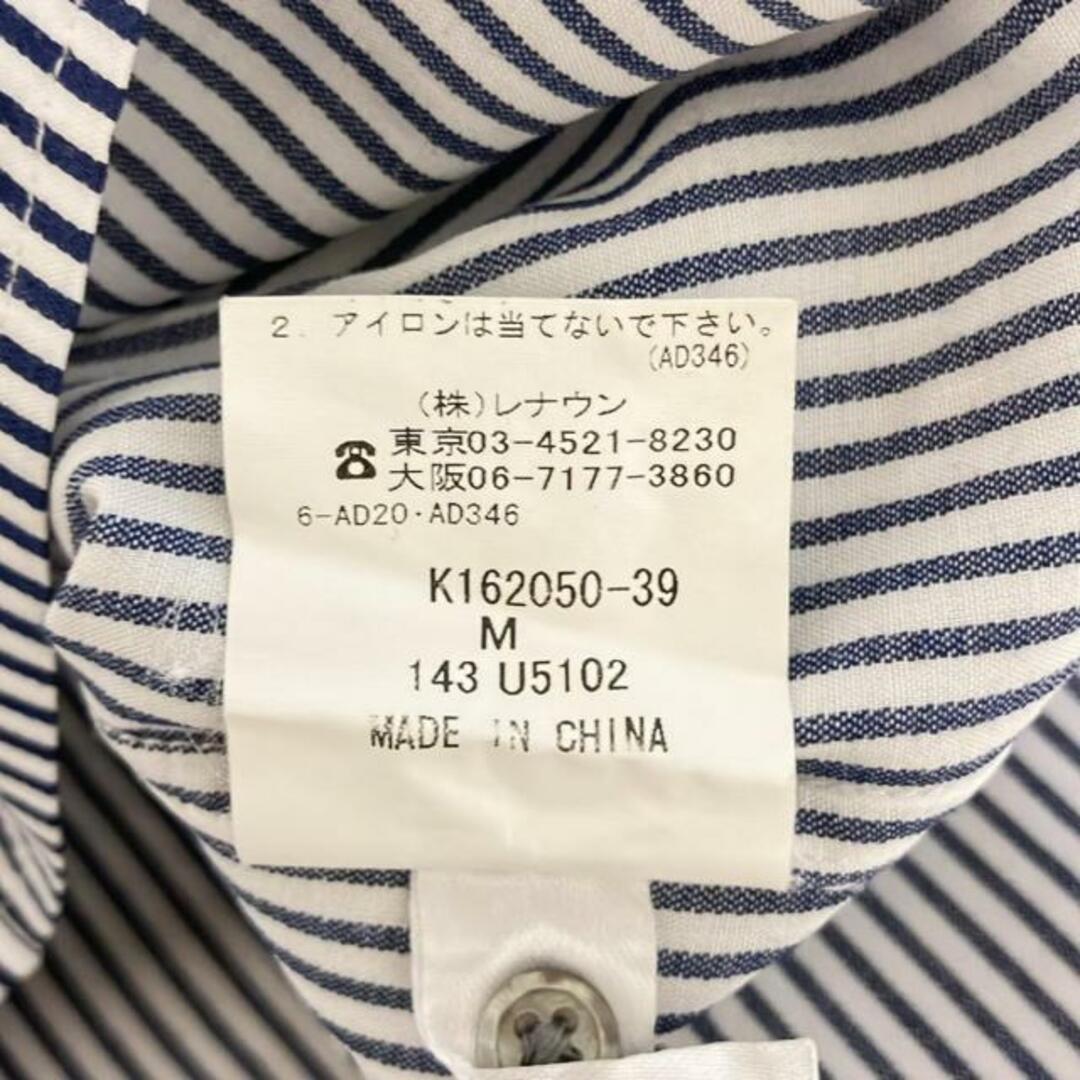 2. アイロンは当てないで下さい。
(AD346)
(株)レナウン
☎ 東京03-4521-8230
大阪06-7177-3860
6-AD20・AD346
K162050-39
M
143 U5102
MADE IN CHINA